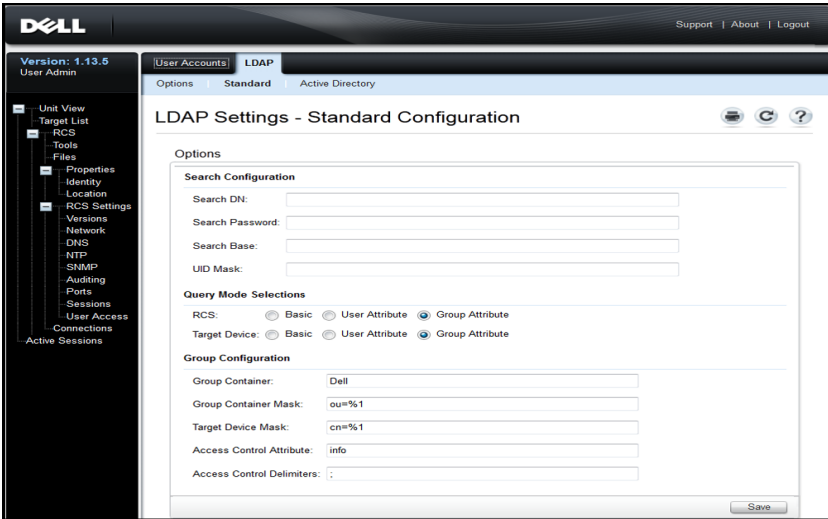 DELL
Support | About | Logout
Version: 1.13.5
User Admin
User Accounts LDAP
Options Standard Active Directory
Unit View
Target List
RCS
Tools
Files
Properties
Identity
Location
RCS Settings
Versions
Network
DNS
NTP
SNMP
Auditing
Ports
Sessions
User Access
Connections
Active Sessions
LDAP Settings - Standard Configuration
?
Options
Search Configuration
Search DN:
Search Password:
Search Base:
UID Mask:
Query Mode Selections
RCS: Basic User Attribute Group Attribute
Target Device: Basic User Attribute Group Attribute
Group Configuration
Group Container: Dell
Group Container Mask: ou=%1
Target Device Mask: cn=%1
Access Control Attribute: info
Access Control Delimiters: ;
Save